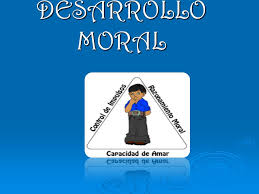 DESARROLLO
MORAL
Control de Impulsos
Razonamiento Moral
Capacidad de Amar